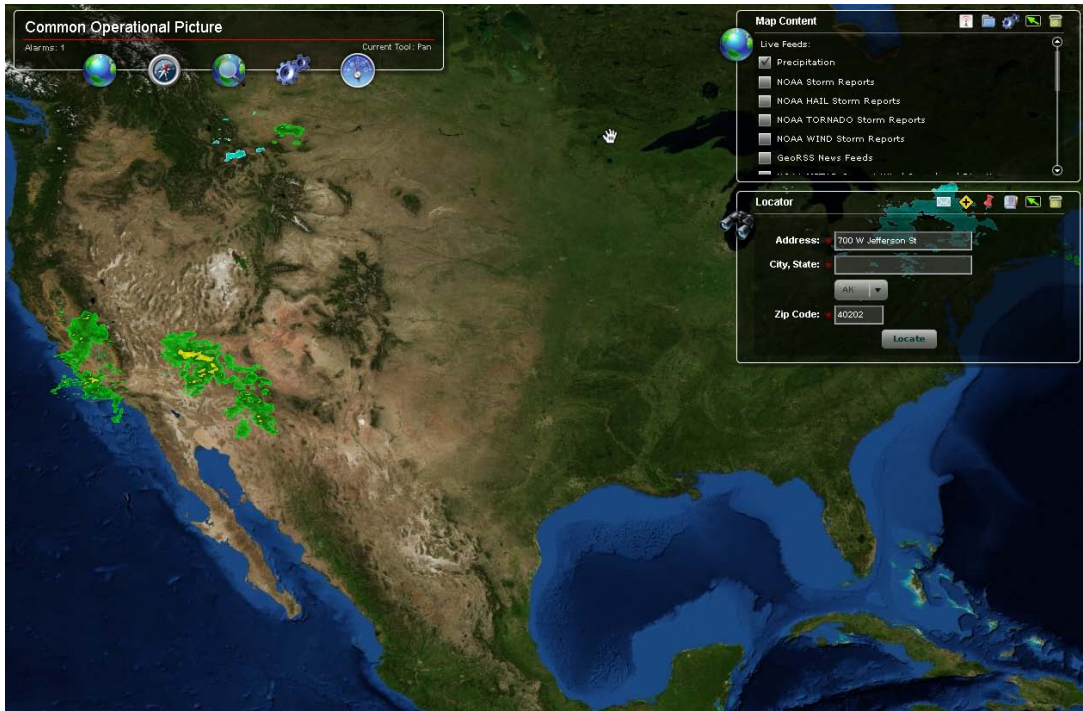 Common Operational Picture
Alarms: 1
Current Tool: Pan
Map Content
Live Feeds:
Precipitation
NOAA Storm Reports
NOAA HAIL Storm Reports
NOAA TORNADO Storm Reports
NOAA WIND Storm Reports
GeoRSS News Feeds
Locator
Address: * 700 W Jefferson St
City, State: *
AK
Zip Code: * 40202
Locate